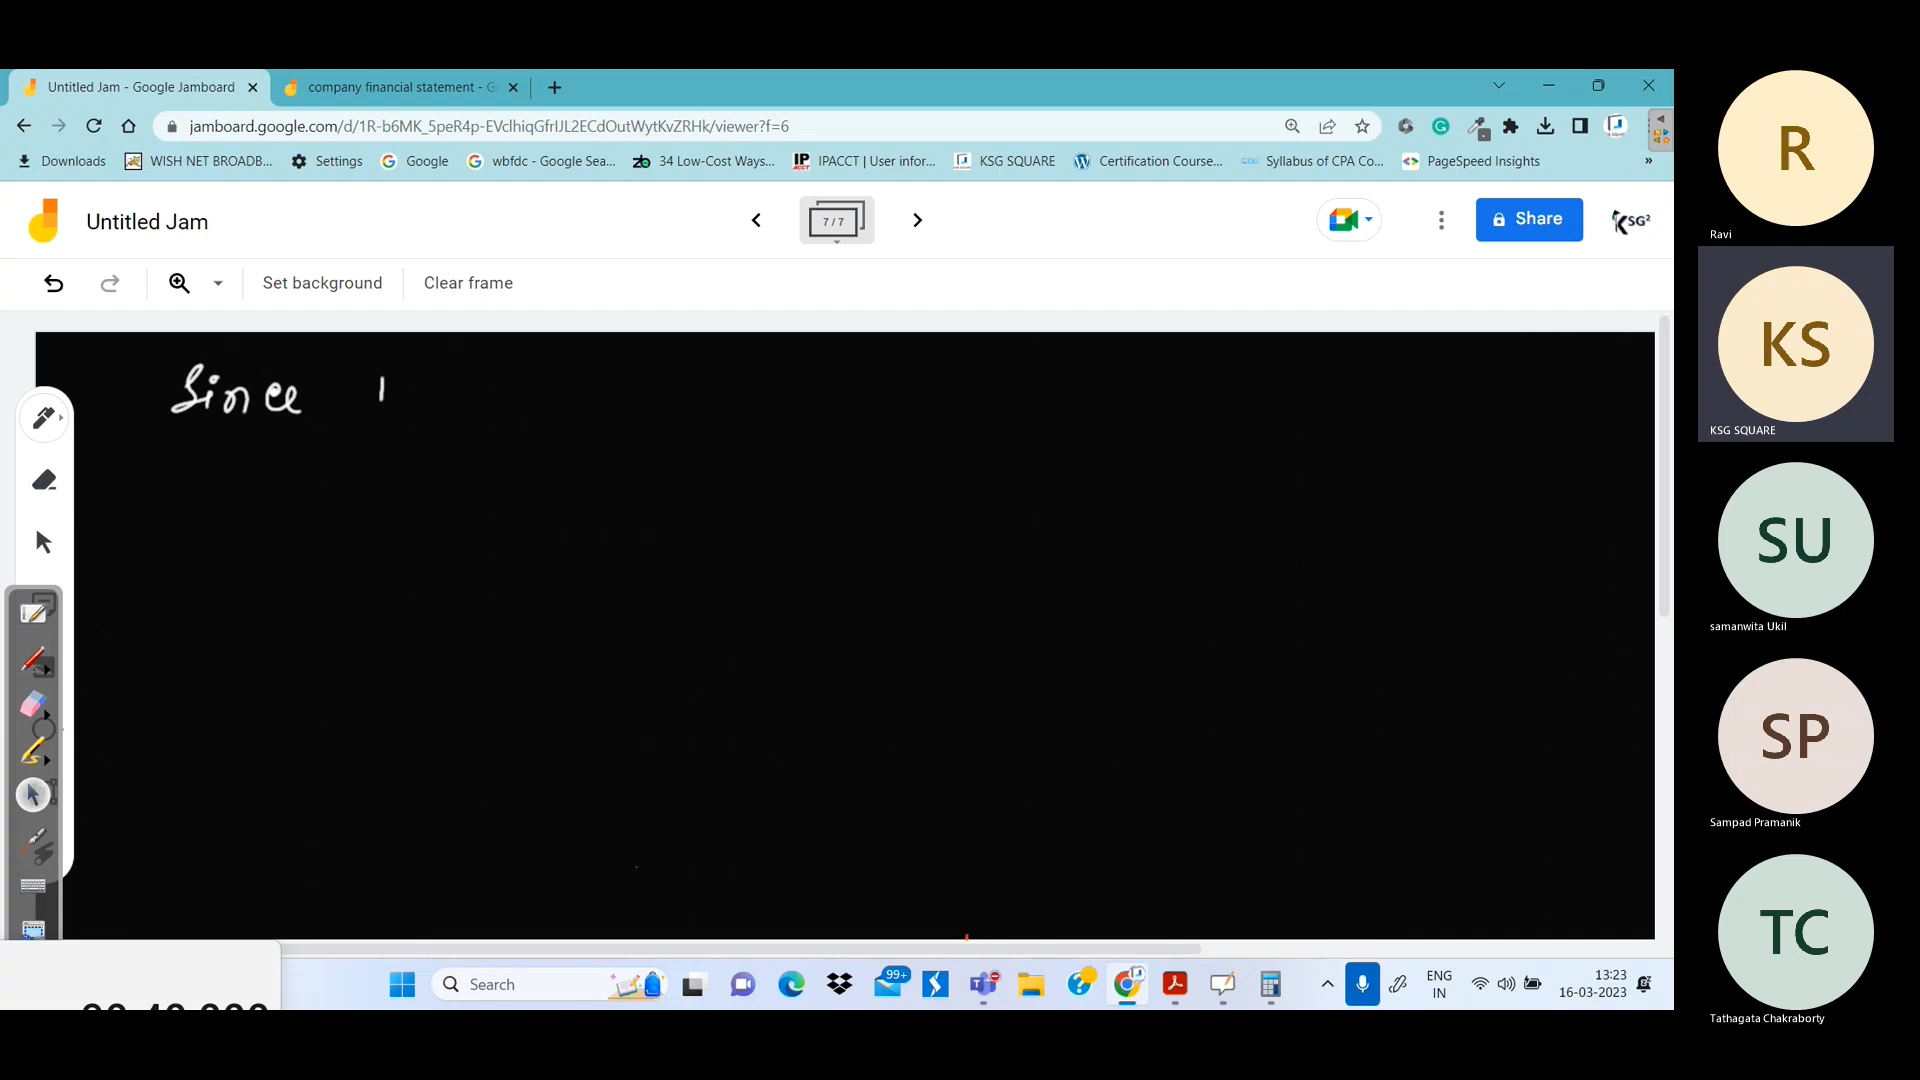 Untitled Jam - Google Jamboard
company financial statement - G
jamboard.google.com/d/1R-b6MK_5peR4p-EVclhiqGfrIJL2ECdOutWytKvZRHk/viewer?f=6
Downloads
WISH NET BROADB...
Settings
Google
wbfdc - Google Sea...
34 Low-Cost Ways...
IPACCT | User infor...
KSG SQUARE
Certification Course...
Syllabus of CPA Co...
PageSpeed Insights
»
Untitled Jam
7 / 7
Share
KSG²
Set background
Clear frame
Since
Search
99+
ENG
IN
13:23
16-03-2023
R
Ravi
KS
KSG SQUARE
SU
samanwita Ukil
SP
Sampad Pramanik
TC
Tathagata Chakraborty